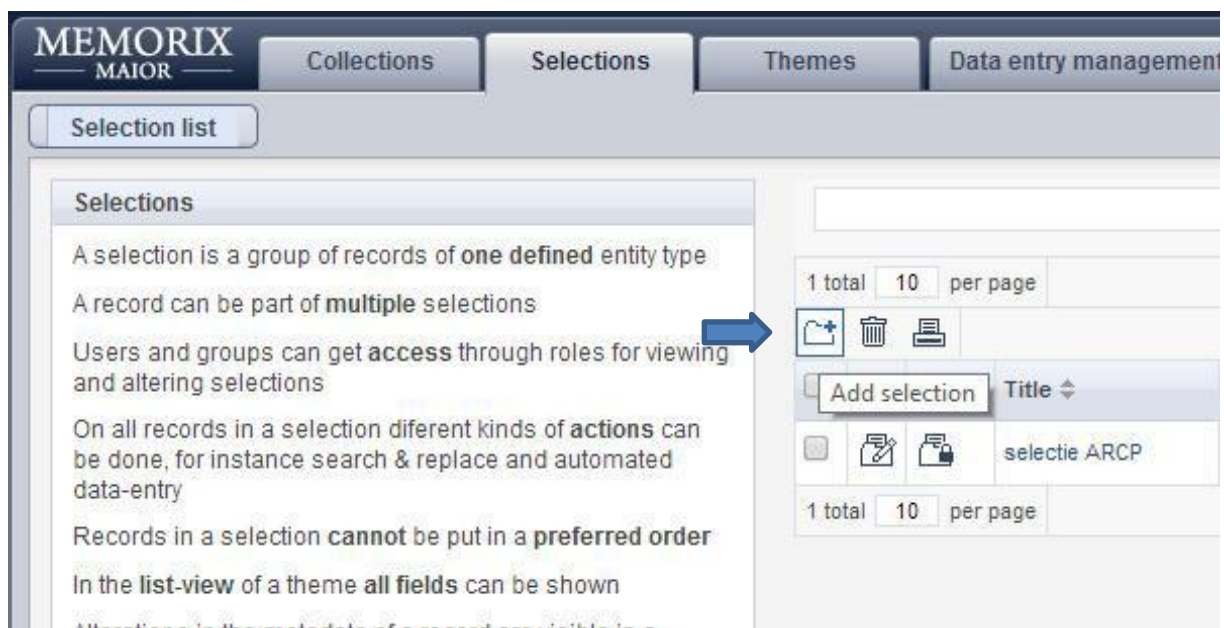 MEMORIX
MAIOR
Collections
Selections
Themes
Data entry management
Selection list
Selections
A selection is a group of records of one defined entity type
A record can be part of multiple selections
Users and groups can get access through roles for viewing
and altering selections
On all records in a selection diferent kinds of actions can
be done, for instance search & replace and automated
data-entry
Records in a selection cannot be put in a preferred order
In the list-view of a theme all fields can be shown
1 total 10 per page
Add selection
Title
selectie ARCP
1 total 10 per page